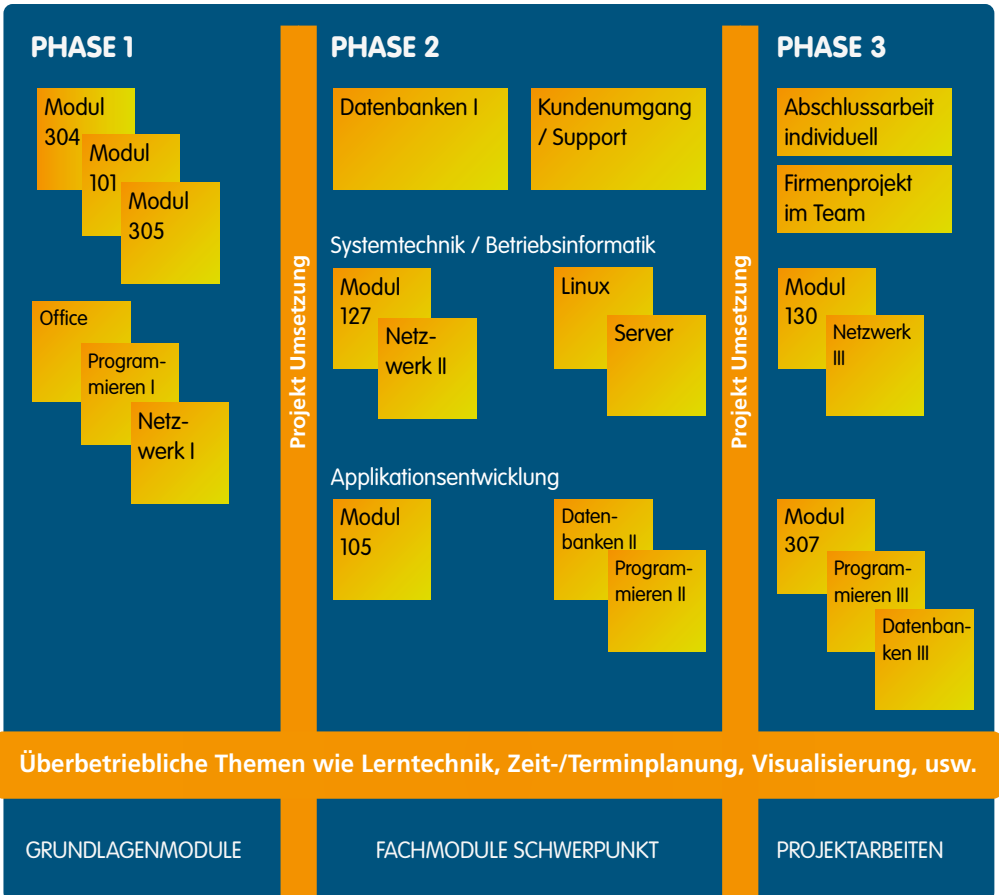 PHASE 1
Modul
304
Modul
101
Modul
305
Office
Program-
mieren I
Netz-
werk I
Projekt Umsetzung
PHASE 2
Datenbanken I
Kundenumgang
/ Support
Systemtechnik / Betriebsinformatik
Modul
127
Netz-
werk II
Linux
Server
Applikationsentwicklung
Modul
105
Daten-
banken II
Program-
mieren II
Projekt Umsetzung
PHASE 3
Abschlussarbeit
individuell
Firmenprojekt
im Team
Modul
130
Netzwerk
III
Modul
307
Program-
mieren III
Datenban-
ken III
Überbetriebliche Themen wie Lerntechnik, Zeit-/Terminplanung, Visualisierung, usw.
GRUNDLAGENMODULE
FACHMODULE SCHWERPUNKT
PROJEKTARBEITEN